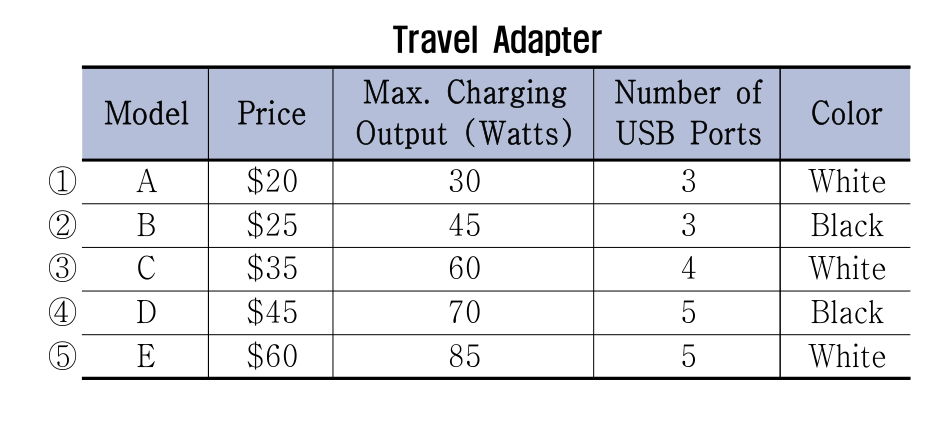 Travel Adapter
Model Price Max. Charging Output (Watts) Number of USB Ports Color
① A $20 30 3 White
② B $25 45 3 Black
③ C $35 60 4 White
④ D $45 70 5 Black
⑤ E $60 85 5 White